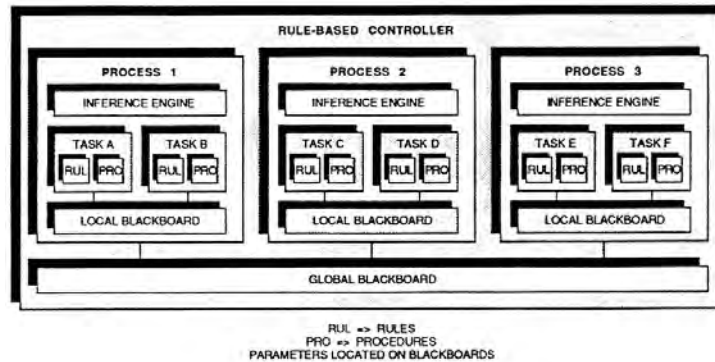 RULE-BASED CONTROLLER
PROCESS 1
INFERENCE ENGINE
TASK A
RUL PRO
TASK B
RUL PRO
LOCAL BLACKBOARD
PROCESS 2
INFERENCE ENGINE
TASK C
RUL PRO
TASK D
RUL PRO
LOCAL BLACKBOARD
PROCESS 3
INFERENCE ENGINE
TASK E
RUL PRO
TASK F
RUL PRO
LOCAL BLACKBOARD
GLOBAL BLACKBOARD
RUL => RULES
PRO => PROCEDURES
PARAMETERS LOCATED ON BLACKBOARDS